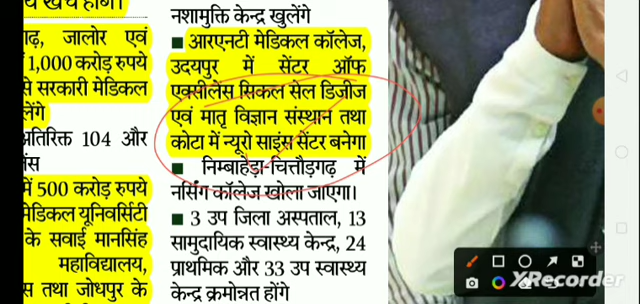 नशामुक्ति केन्द्र खुलेंगे
■ आरएनटी मेडिकल कॉलेज,
उदयपुर में सेंटर ऑफ
एक्सीलेंस सिकल सेल डिजीज
एवं मातृ विज्ञान संस्थान तथा
कोटा में न्यूरो साइंस सेंटर बनेगा
■ निम्बाहेड़ा-चित्तौड़गढ़ में
नर्सिंग कॉलेज खोला जाएगा।
■ 3 उप जिला अस्पताल, 13
सामुदायिक स्वास्थ्य केन्द्र, 24
प्राथमिक और 33 उप स्वास्थ्य
केन्द्र क्रमोन्नत होंगे
जालोर एवं
1,000 करोड़ रुपये
सरकारी मेडिकल
अतिरिक्त 104 और
में 500 करोड़ रुपये
मेडिकल यूनिवर्सिटी
के सवाई मानसिंह
महाविद्यालय,
तथा जोधपुर के
XRecorder